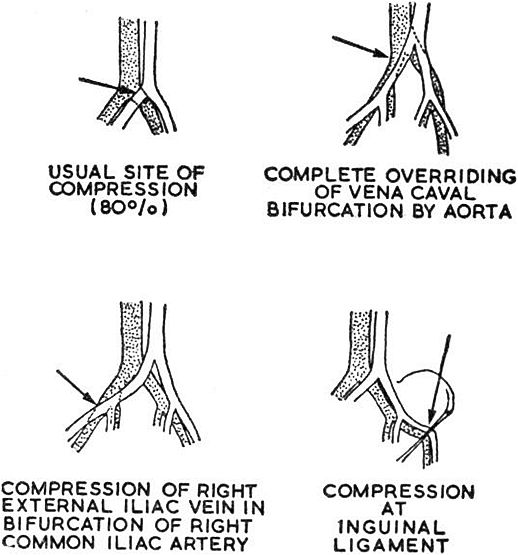 USUAL SITE OF
COMPRESSION
(80%)
COMPLETE OVERRIDING
OF VENA CAVAL
BIFURCATION BY AORTA
COMPRESSION OF RIGHT
EXTERNAL ILIAC VEIN IN
BIFURCATION OF RIGHT
COMMON ILIAC ARTERY
COMPRESSION
AT
INGUINAL
LIGAMENT